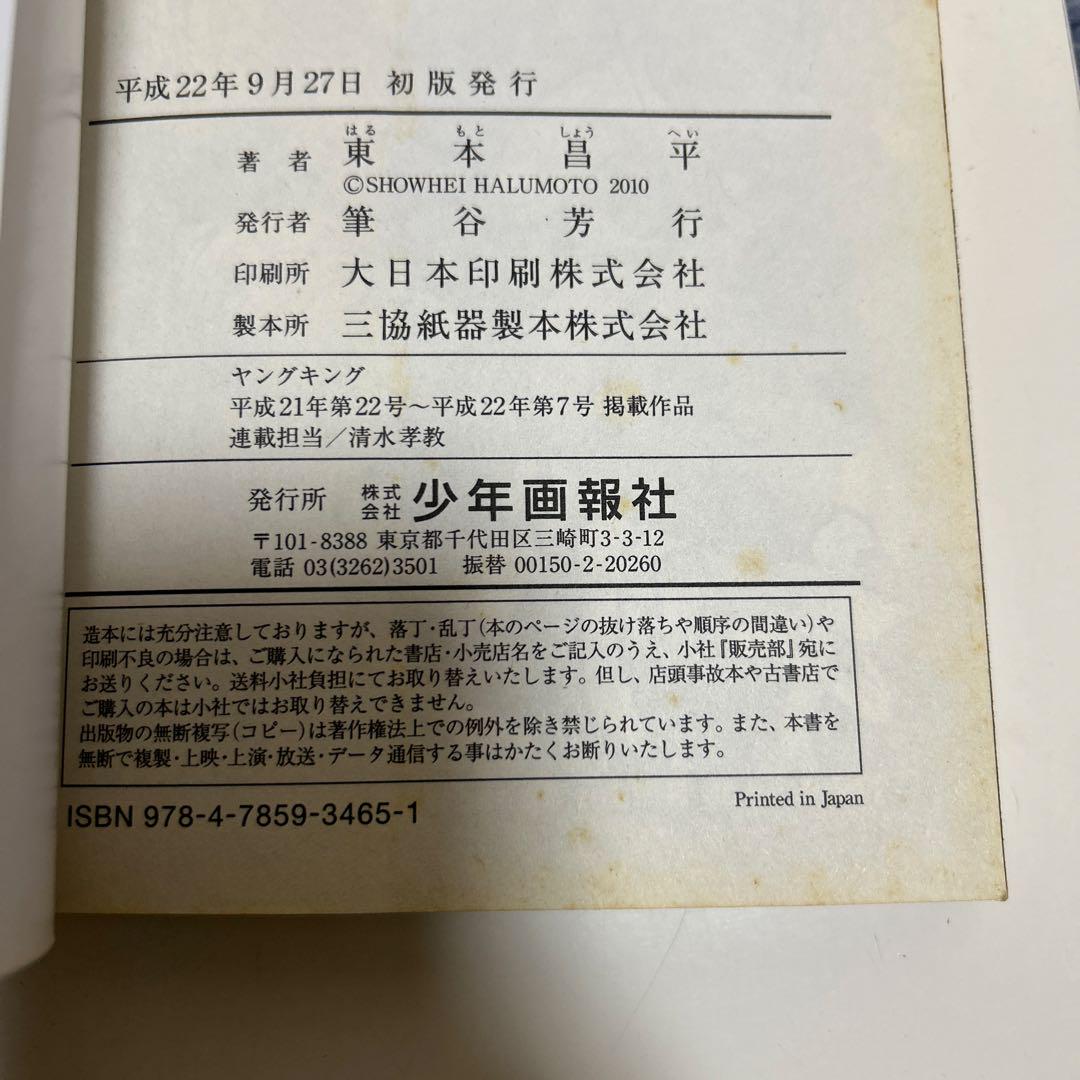 平成22年9月27日 初版発行
著者 東本昌平
はる もと しょう へい
©SHOWHEI HALUMOTO 2010
発行者 筆谷芳行
印刷所 大日本印刷株式会社
製本所 三協紙器製本株式会社
ヤングキング
平成21年第22号〜平成22年第7号 掲載作品
連載担当／清水孝教
発行所 株式会社 少年画報社
〒101-8388 東京都千代田区三崎町3-3-12
電話 03(3262)3501 振替 00150-2-20260
造本には充分注意しておりますが、落丁・乱丁(本のページの抜け落ちや順序の間違い)や
印刷不良の場合は、ご購入になられた書店・小売店名をご記入のうえ、小社『販売部』宛に
お送りください。送料小社負担にてお取り替えいたします。但し、店頭事故本や古書店で
ご購入の本は小社ではお取り替えできません。
出版物の無断複写(コピー)は著作権法上での例外を除き禁じられています。また、本書を
無断で複製・上映・上演・放送・データ通信する事はかたくお断りいたします。
ISBN 978-4-7859-3465-1
Printed in Japan